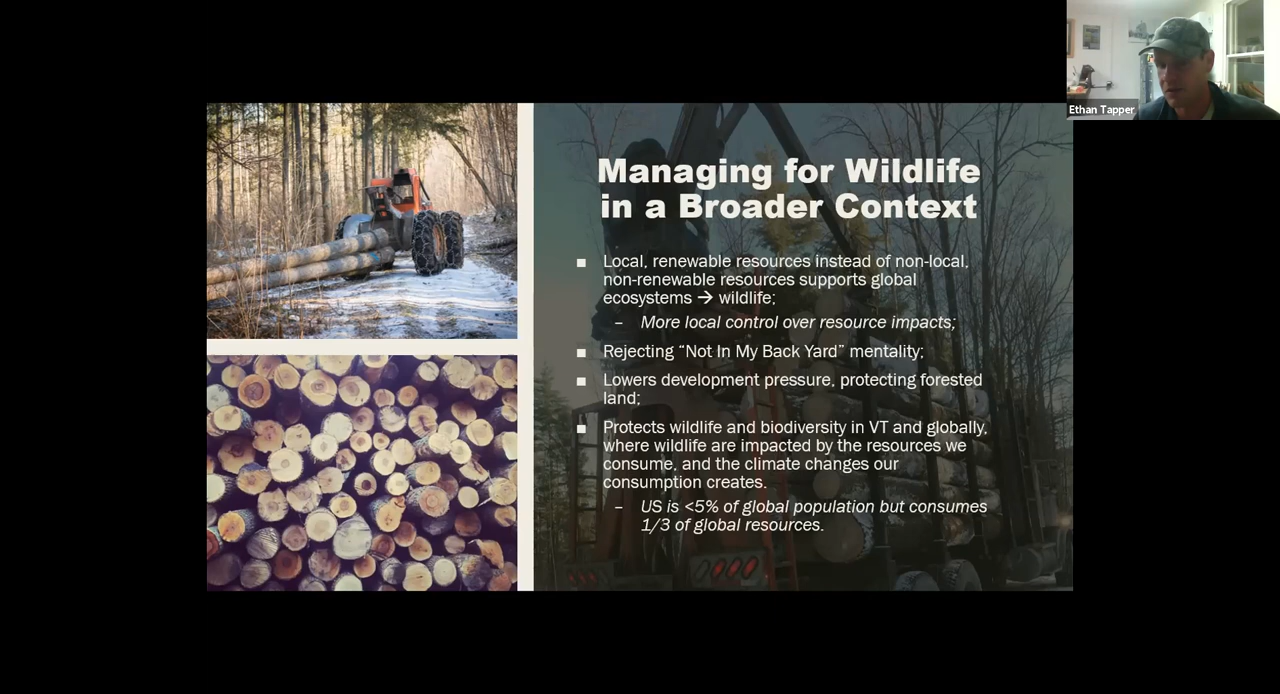 Ethan Tapper
Managing for Wildlife
in a Broader Context
■ Local, renewable resources instead of non-local,
non-renewable resources supports global
ecosystems → wildlife;
– More local control over resource impacts;
■ Rejecting “Not In My Back Yard” mentality;
■ Lowers development pressure, protecting forested
land;
■ Protects wildlife and biodiversity in VT and globally,
where wildlife are impacted by the resources we
consume, and the climate changes our
consumption creates.
– US is <5% of global population but consumes
1/3 of global resources.